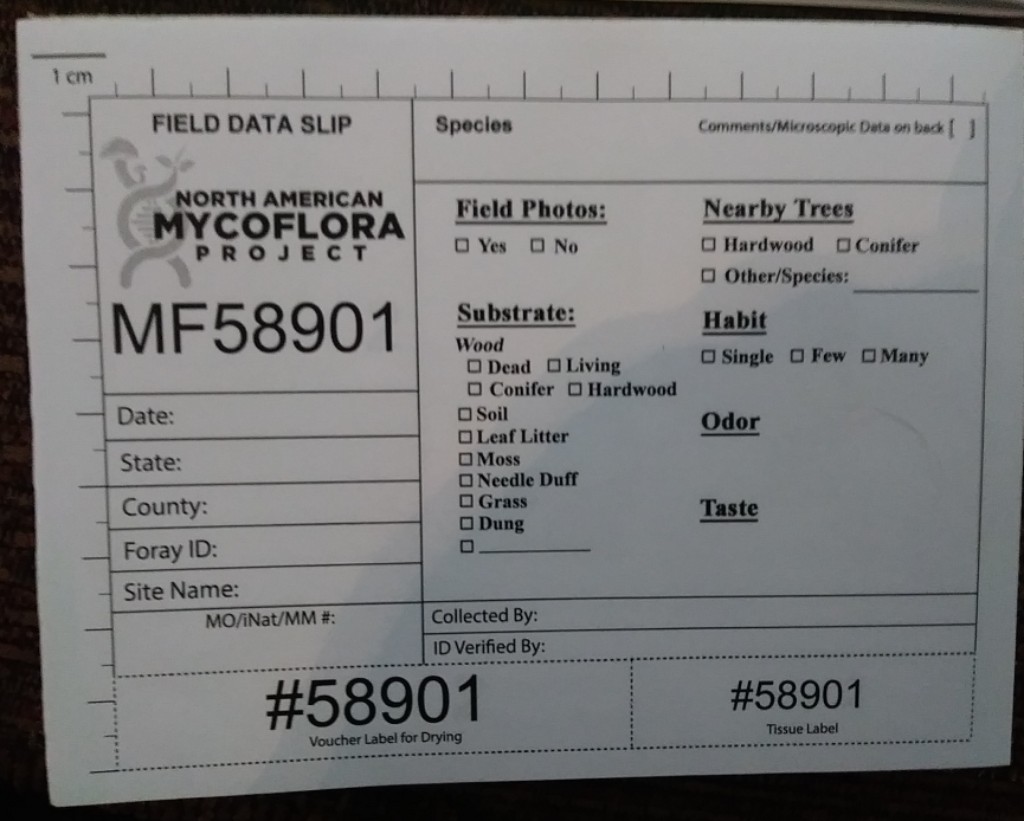 1 cm
FIELD DATA SLIP
NORTH AMERICAN
MYCOFLORA
PROJECT
MF58901
Date:
State:
County:
Foray ID:
Site Name:
MO/iNat/MM #:
Species
Comments/Microscopic Data on back [ ]
Field Photos:
☐ Yes ☐ No
Substrate:
Wood
☐ Dead ☐ Living
☐ Conifer ☐ Hardwood
☐ Soil
☐ Leaf Litter
☐ Moss
☐ Needle Duff
☐ Grass
☐ Dung
☐ ____________
Nearby Trees
☐ Hardwood ☐ Conifer
☐ Other/Species: ____________
Habit
☐ Single ☐ Few ☐ Many
Odor
Taste
Collected By:
ID Verified By:
#58901
Voucher Label for Drying
#58901
Tissue Label